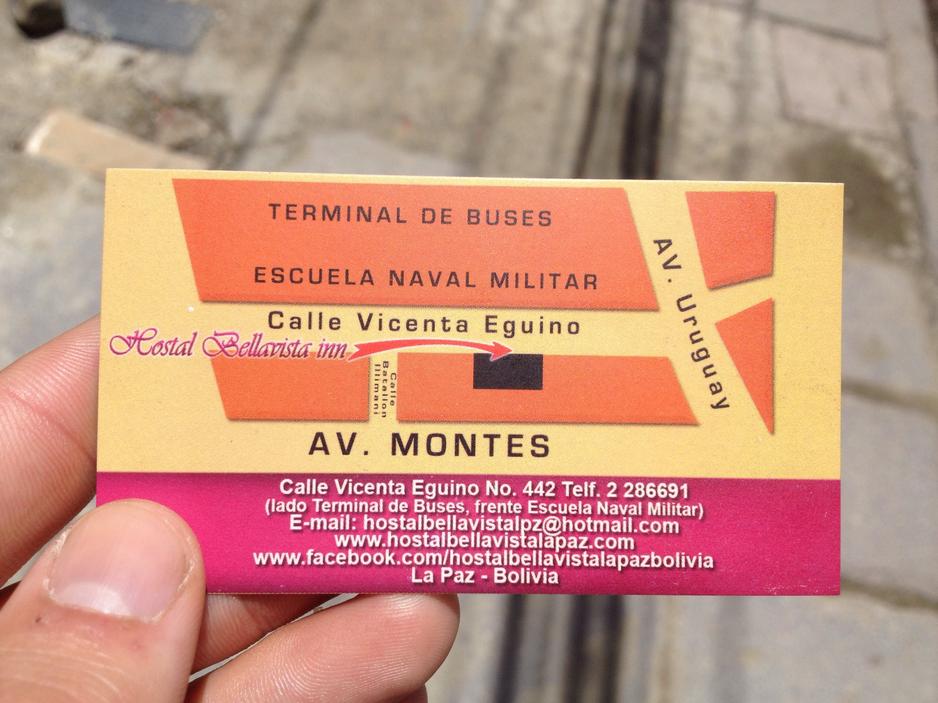 TERMINAL DE BUSES
ESCUELA NAVAL MILITAR
AV. Uruguay
Calle Vicenta Eguino
Hostal Bellavista inn
Calle
Batallon
Illimani
AV. MONTES
Calle Vicenta Eguino No. 442 Telf. 2 286691
(lado Terminal de Buses, frente Escuela Naval Militar)
E-mail: hostalbellavistalpz@hotmail.com
www.hostalbellavistalapaz.com
www.facebook.com/hostalbellavistalapazbolivia
La Paz - Bolivia